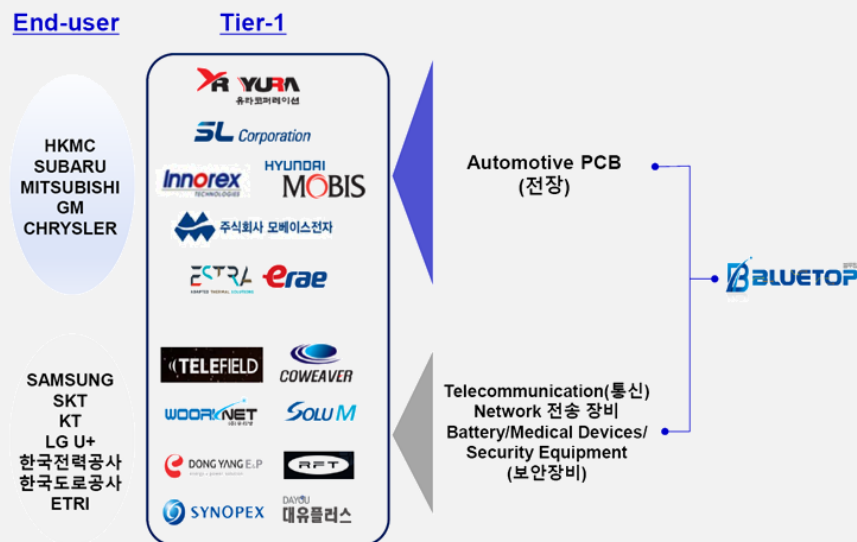 End-user
Tier-1
HKMC
SUBARU
MITSUBISHI
GM
CHRYSLER
YR YURA
유라코퍼레이션
SL Corporation
Innorex
TECHNOLOGIES
HYUNDAI
MOBIS
주식회사 모베이스전자
ESTRA
erae
Automotive PCB
(전장)
BLUETOP
SAMSUNG
SKT
KT
LG U+
한국전력공사
한국도로공사
ETRI
TELEFIELD
COWEAVER
WOORXNET
SOLU M
DONG YANG E&P
RFT
SYNOPEX
DAYOU
대유플러스
Telecommunication(통신)
Network 전송 장비
Battery/Medical Devices/
Security Equipment
(보안장비)